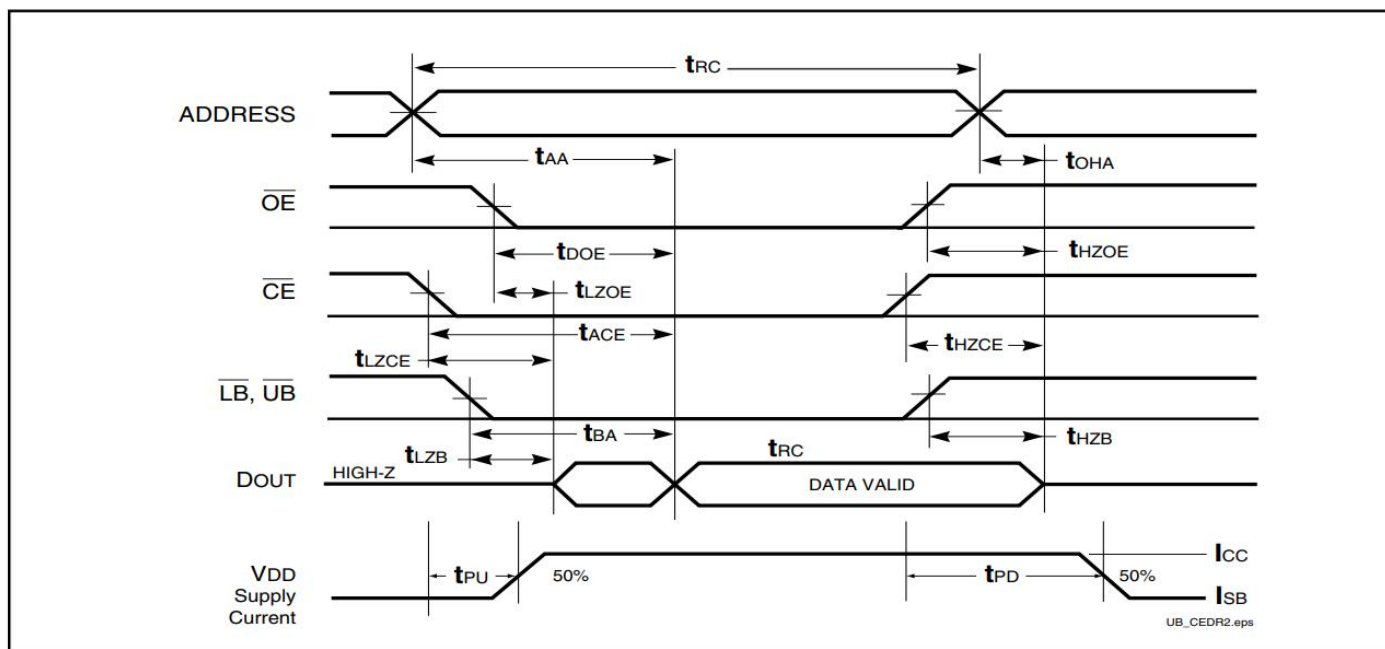 tRC
ADDRESS
tAA
tOHA
OE
tDOE
tHZOE
CE
tLZOE
tACE
tHZCE
tLZCE
LB, UB
tBA
tRC
tHZB
tLZB
DOUT
HIGH-Z
DATA VALID
VDD
Supply
Current
tPU
50%
tPD
50%
ICC
ISB
UB_CEDR2.eps